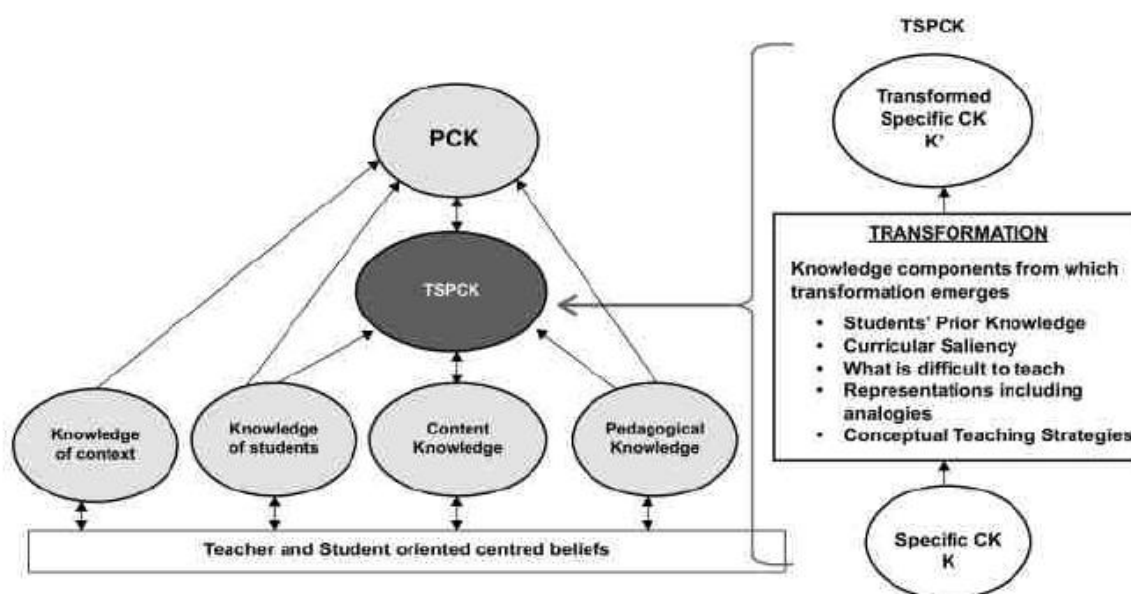 TSPCK
Transformed
Specific CK
K'
PCK
TSPCK
TRANSFORMATION
Knowledge components from which
transformation emerges
• Students' Prior Knowledge
• Curricular Saliency
• What is difficult to teach
• Representations including
analogies
• Conceptual Teaching Strategies
Knowledge
of context
Knowledge
of students
Content
Knowledge
Pedagogical
Knowledge
Teacher and Student oriented centred beliefs
Specific CK
K